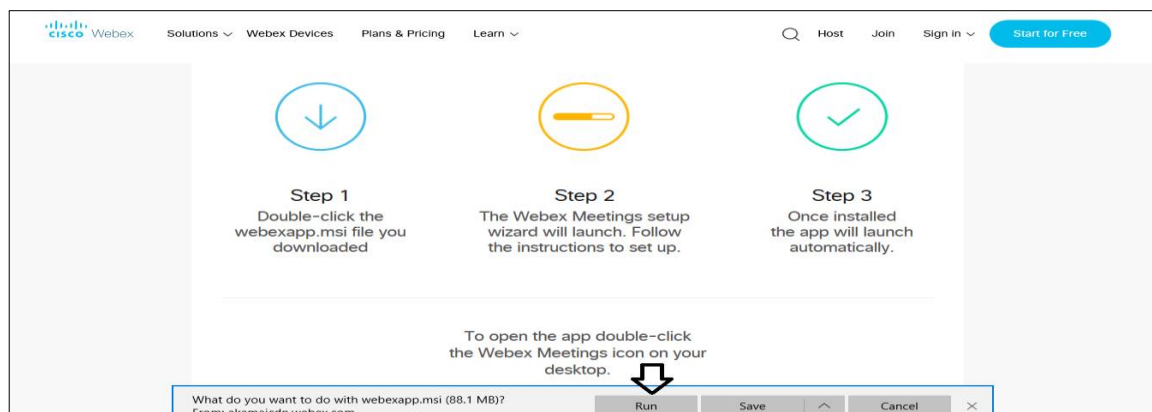 CISCO Webex Solutions Webex Devices Plans & Pricing Learn Host Join Sign in Start for Free
Step 1
Double-click the
webexapp.msi file you
downloaded
Step 2
The Webex Meetings setup
wizard will launch. Follow
the instructions to set up.
Step 3
Once installed
the app will launch
automatically.
To open the app double-click
the Webex Meetings icon on your
desktop.
What do you want to do with webexapp.msi (88.1 MB)?
From: akamaicdn.webex.com
Run Save Cancel